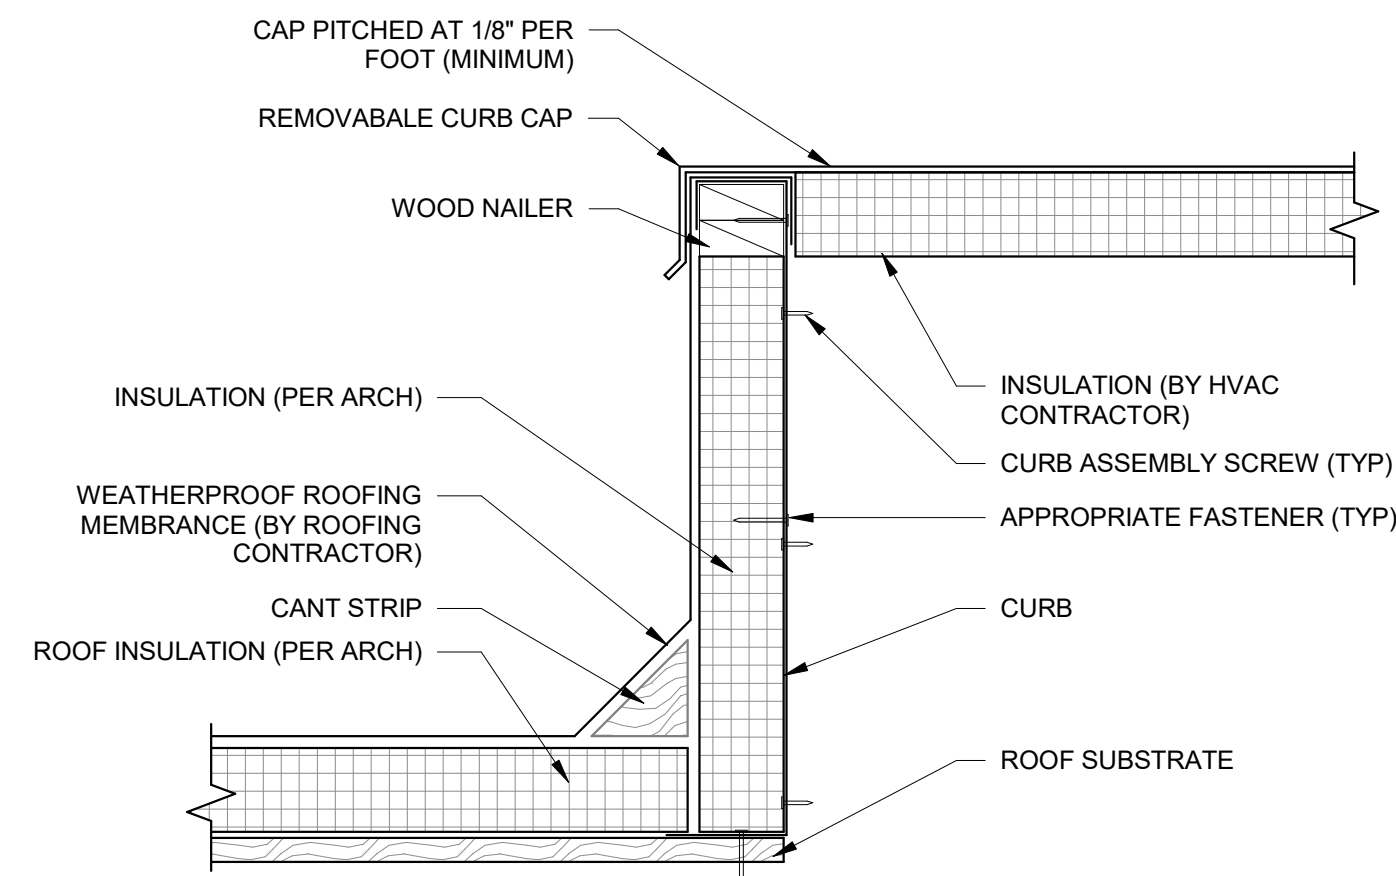 CAP PITCHED AT 1/8" PER
FOOT (MINIMUM)
REMOVABALE CURB CAP
WOOD NAILER
INSULATION (PER ARCH)
WEATHERPROOF ROOFING
MEMBRANCE (BY ROOFING
CONTRACTOR)
CANT STRIP
ROOF INSULATION (PER ARCH)
INSULATION (BY HVAC
CONTRACTOR)
CURB ASSEMBLY SCREW (TYP)
APPROPRIATE FASTENER (TYP)
CURB
ROOF SUBSTRATE